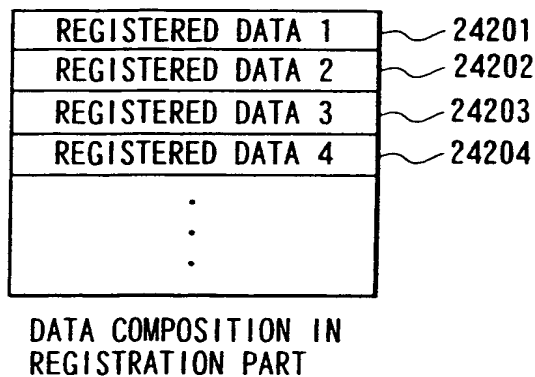 REGISTERED DATA 1 24201
REGISTERED DATA 2 24202
REGISTERED DATA 3 24203
REGISTERED DATA 4 24204
.
.
.
DATA COMPOSITION IN
REGISTRATION PART